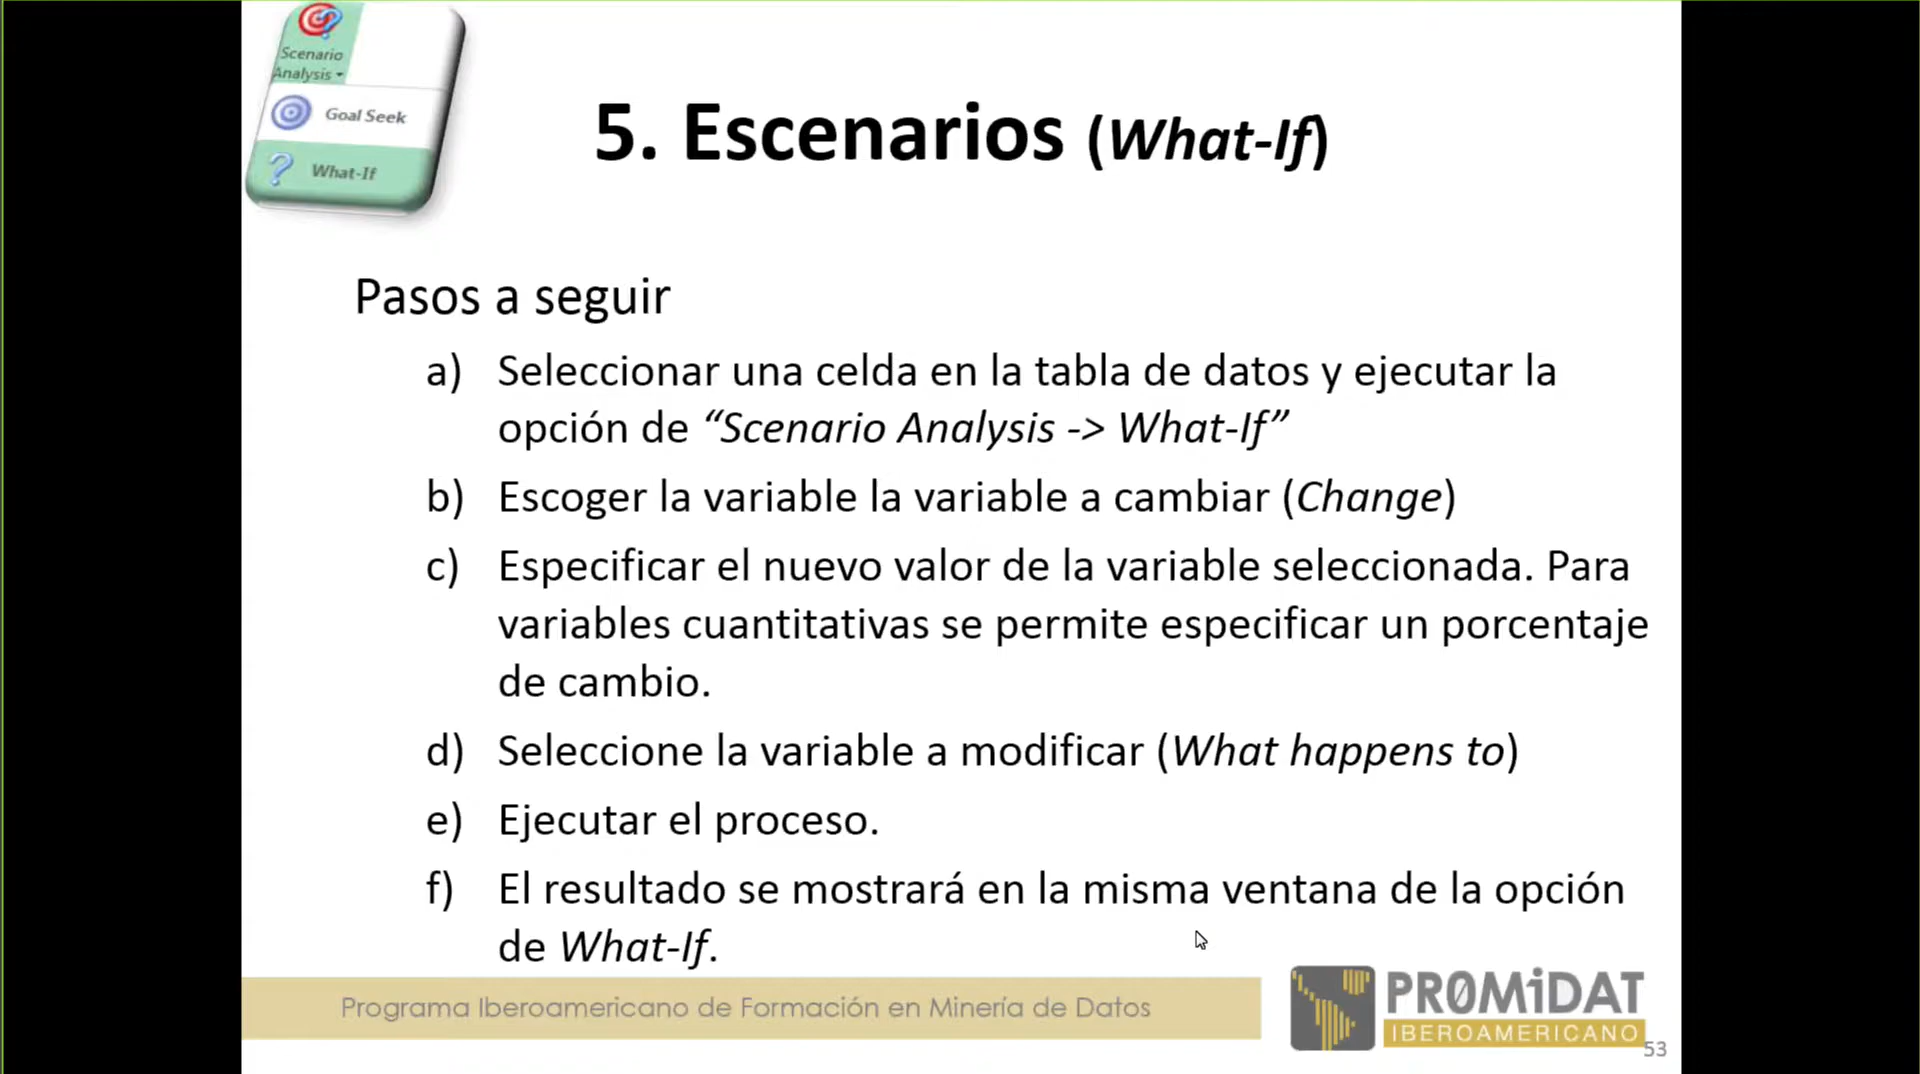 Scenario
Analysis
Goal Seek
What-If
5. Escenarios (What-If)
Pasos a seguir
a) Seleccionar una celda en la tabla de datos y ejecutar la
opción de “Scenario Analysis -> What-If”
b) Escoger la variable la variable a cambiar (Change)
c) Especificar el nuevo valor de la variable seleccionada. Para
variables cuantitativas se permite especificar un porcentaje
de cambio.
d) Seleccione la variable a modificar (What happens to)
e) Ejecutar el proceso.
f) El resultado se mostrará en la misma ventana de la opción
de What-If.
Programa Iberoamericano de Formación en Minería de Datos
PR0MiDAT
IBEROAMERICANO
53